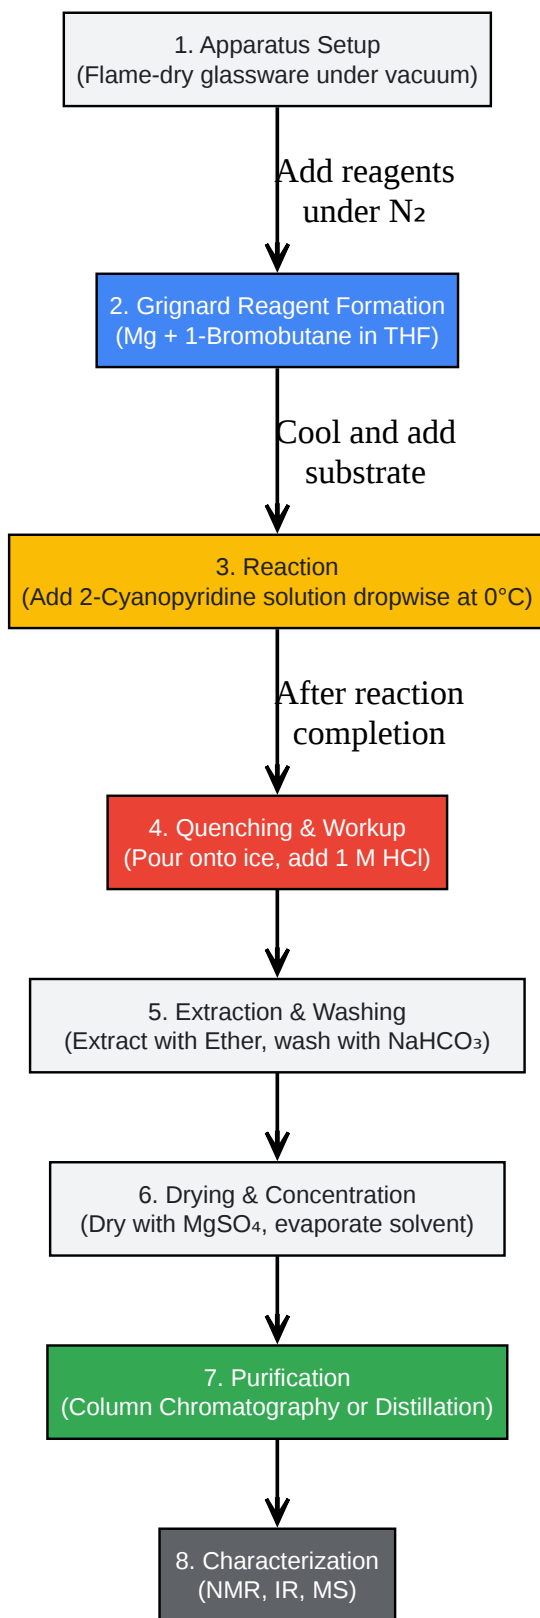 1. Apparatus Setup
(Flame-dry glassware under vacuum)
Add reagents
under N₂
2. Grignard Reagent Formation
(Mg + 1-Bromobutane in THF)
Cool and add
substrate
3. Reaction
(Add 2-Cyanopyridine solution dropwise at 0°C)
After reaction
completion
4. Quenching & Workup
(Pour onto ice, add 1 M HCl)
5. Extraction & Washing
(Extract with Ether, wash with NaHCO₃)
6. Drying & Concentration
(Dry with MgSO₄, evaporate solvent)
7. Purification
(Column Chromatography or Distillation)
8. Characterization
(NMR, IR, MS)